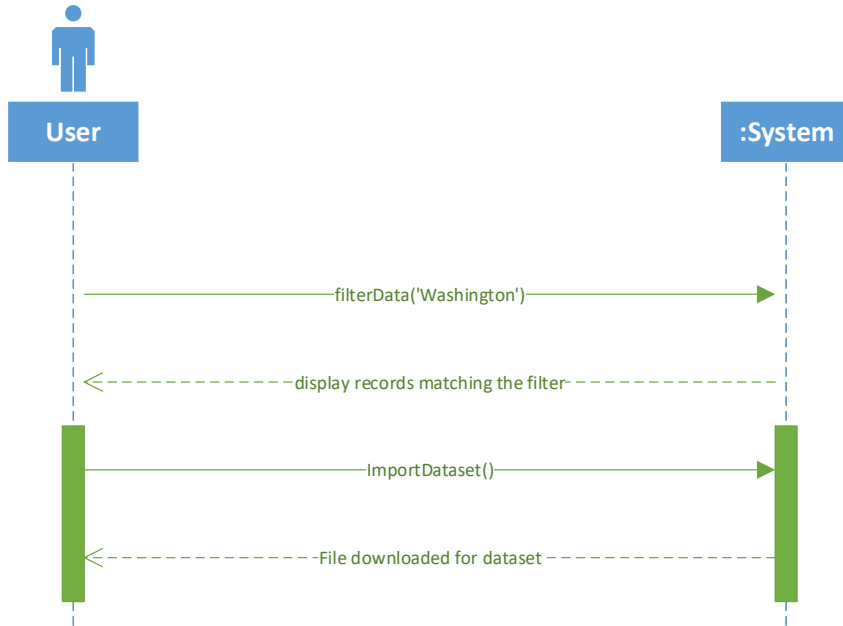 User
:System
filterData('Washington')
display records matching the filter
ImportDataset()
File downloaded for dataset